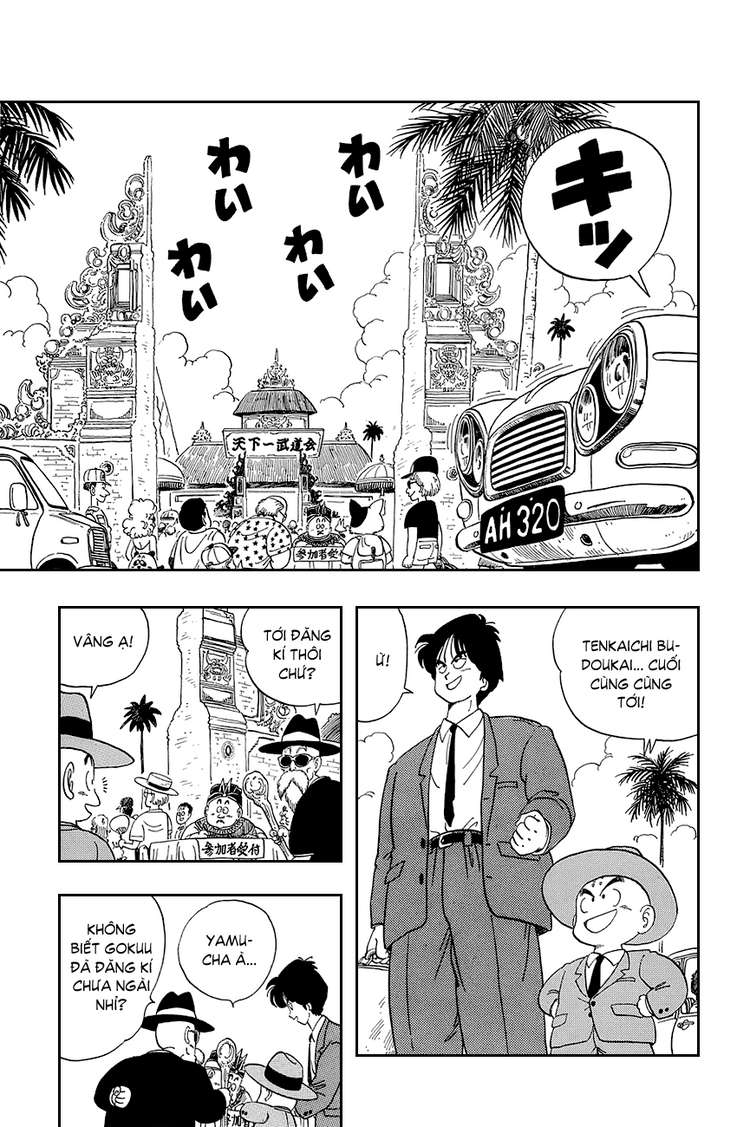 キッ
わい
わい
わい
わい
天下一武道会
参加者受付
AH 320
TENKAICHI BU-
DOUKAI... CUỐI
CÙNG CŨNG
TỚI!
Ừ!
TỚI ĐĂNG
KÍ THÔI
CHỨ?
VÂNG Ạ!
参加者受付
YAMU-
CHA À...
KHÔNG
BIẾT GOKUU
ĐÃ ĐĂNG KÍ
CHƯA NGÀI
NHỈ?